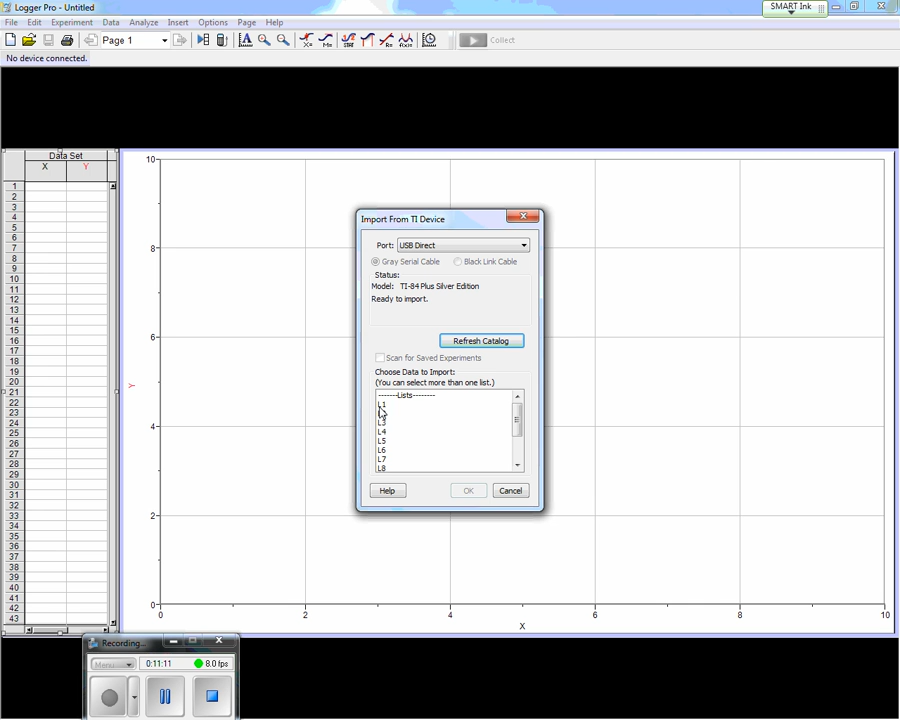 Logger Pro - Untitled
SMART Ink
File Edit Experiment Data Analyze Insert Options Page Help
Page 1
Collect
No device connected.
Data Set
X Y
1
2
3
4
5
6
7
8
9
10
11
12
13
14
15
16
17
18
19
20
21
22
23
24
25
26
27
28
29
30
31
32
33
34
35
36
37
38
39
40
41
42
43
10
8
6
Y
4
2
0
0 2 4 6 8 10
X
Import From TI Device
Port: USB Direct
Gray Serial Cable Black Link Cable
Status:
Model: TI-84 Plus Silver Edition
Ready to import.
Refresh Catalog
Scan for Saved Experiments
Choose Data to Import:
(You can select more than one list.)
-------Lists--------
L1
L3
L4
L5
L6
L7
L8
Help OK Cancel
Recording...
Menu 0:11:11 8.0 fps